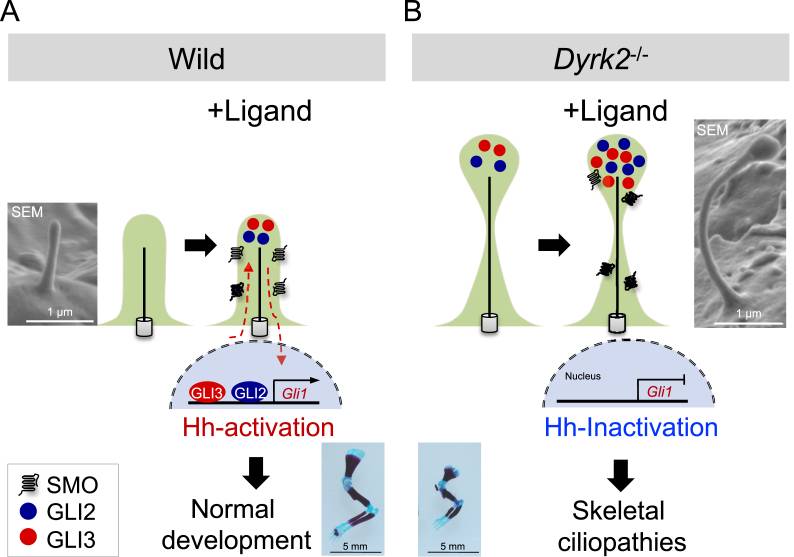 A
Wild
+Ligand
SEM
1 μm
GLI3
GLI2
Gli1
Hh-activation
Normal
development
5 mm
SMO
GLI2
GLI3
B
Dyrk2-/-
+Ligand
SEM
1 μm
Nucleus
Gli1
Hh-Inactivation
Skeletal
ciliopathies
5 mm